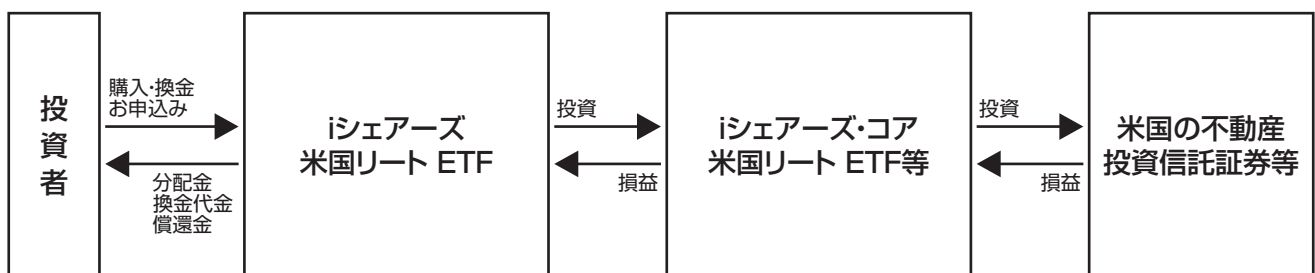 投資者
購入・換金
お申込み
分配金
換金代金
償還金
iシェアーズ
米国リート ETF
投資
損益
iシェアーズ・コア
米国リート ETF等
投資
損益
米国の不動産
投資信託証券等